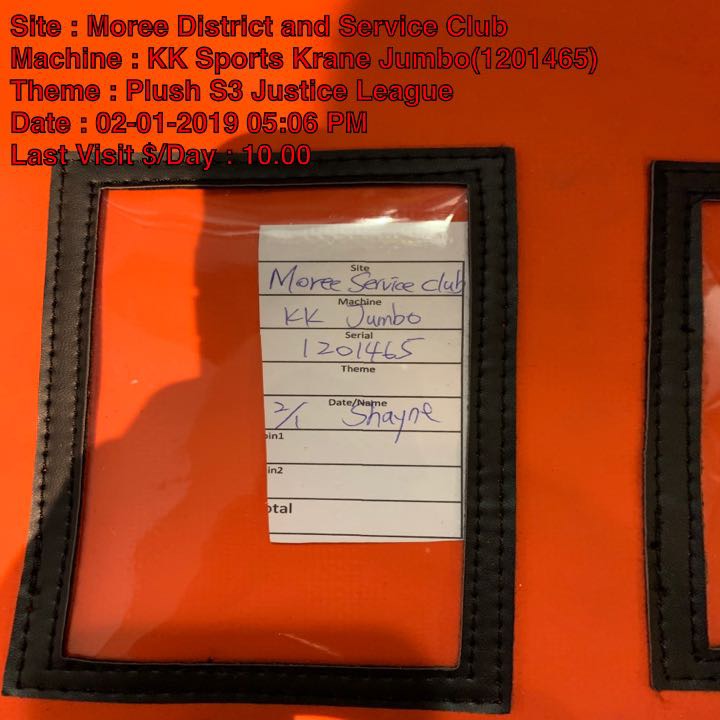 Site : Moree District and Service Club
Machine : KK Sports Krane Jumbo(1201465)
Theme : Plush S3 Justice League
Date : 02-01-2019 05:06 PM
Last Visit $/Day : 10.00
Site
Moree Service club
Machine
KK Jumbo
Serial
1201465
Theme
Date/Name
2/1 Shayne
oin1
in2
otal